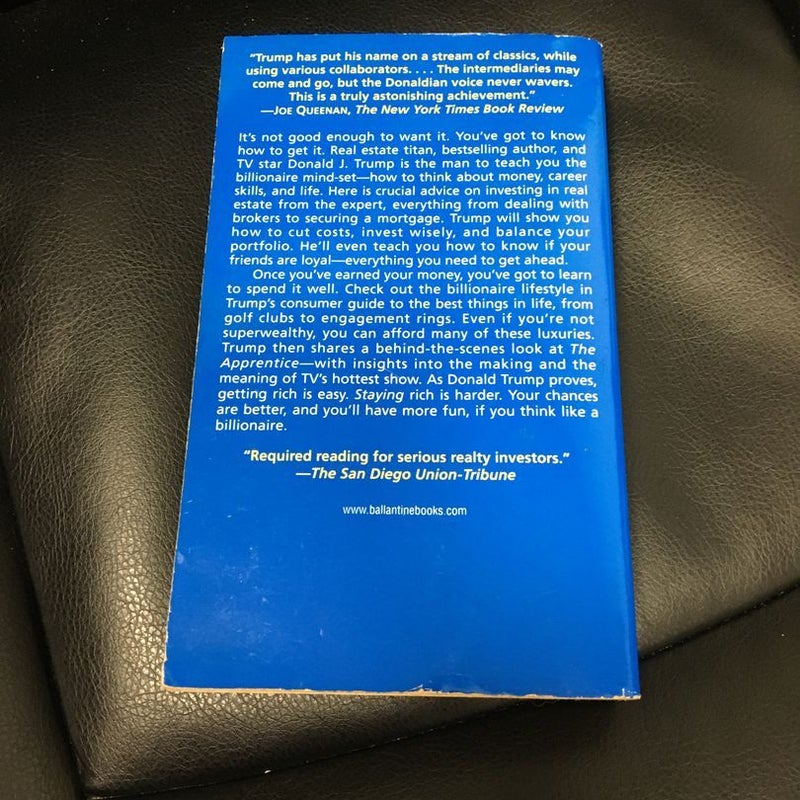 “Trump has put his name on a stream of classics, while
using various collaborators. . . . The intermediaries may
come and go, but the Donaldian voice never wavers.
This is a truly astonishing achievement.”
—JOE QUEENAN, The New York Times Book Review
It’s not good enough to want it. You’ve got to know
how to get it. Real estate titan, bestselling author, and
TV star Donald J. Trump is the man to teach you the
billionaire mind-set—how to think about money, career
skills, and life. Here is crucial advice on investing in real
estate from the expert, everything from dealing with
brokers to securing a mortgage. Trump will show you
how to cut costs, invest wisely, and balance your
portfolio. He’ll even teach you how to know if your
friends are loyal—everything you need to get ahead.
Once you’ve earned your money, you’ve got to learn
to spend it well. Check out the billionaire lifestyle in
Trump’s consumer guide to the best things in life, from
golf clubs to engagement rings. Even if you’re not
superwealthy, you can afford many of these luxuries.
Trump then shares a behind-the-scenes look at The
Apprentice—with insights into the making and the
meaning of TV’s hottest show. As Donald Trump proves,
getting rich is easy. Staying rich is harder. Your chances
are better, and you’ll have more fun, if you think like a
billionaire.
“Required reading for serious realty investors.”
—The San Diego Union-Tribune
www.ballantinebooks.com